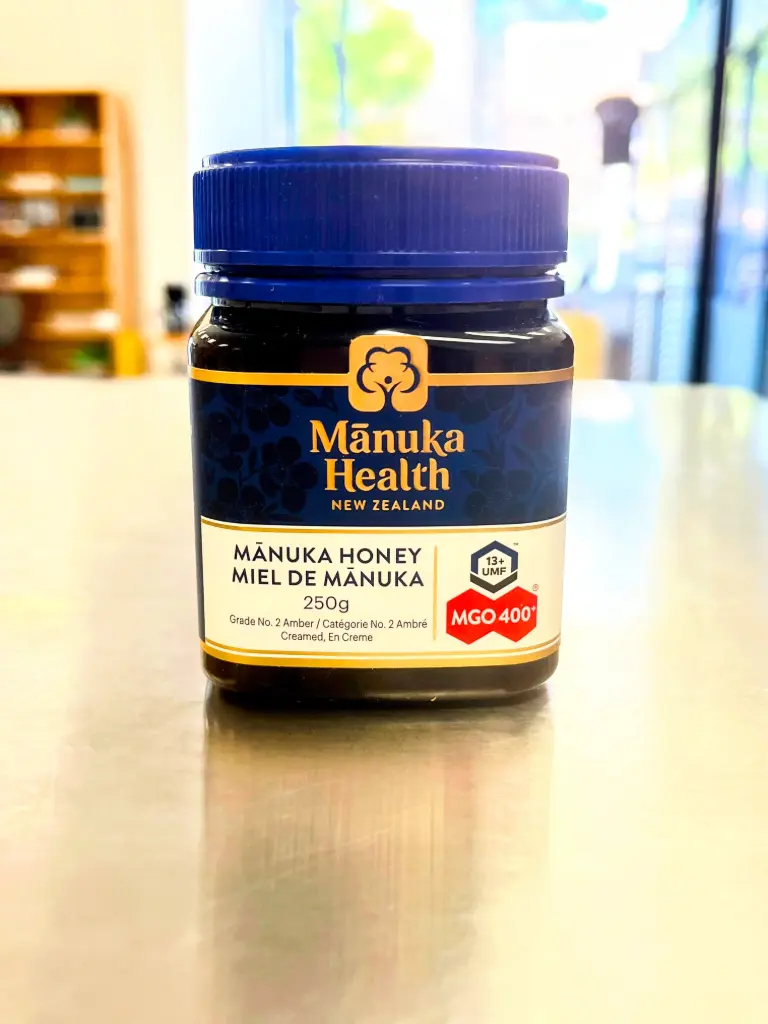 Mānuka
Health
NEW ZEALAND
MĀNUKA HONEY
MIEL DE MĀNUKA
250g
Grade No. 2 Amber / Catégorie No. 2 Ambré
Creamed, En Creme
13+
UMF™
MGO 400+®